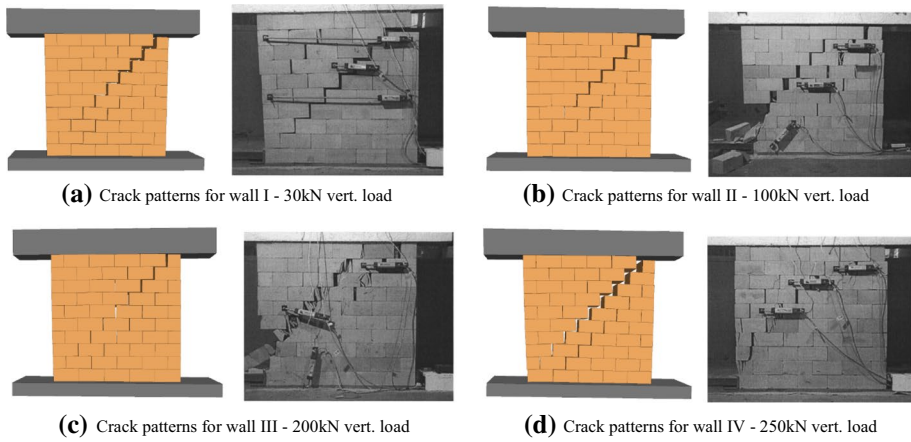 (a) Crack patterns for wall I - 30kN vert. load
(b) Crack patterns for wall II - 100kN vert. load
(c) Crack patterns for wall III - 200kN vert. load
(d) Crack patterns for wall IV - 250kN vert. load